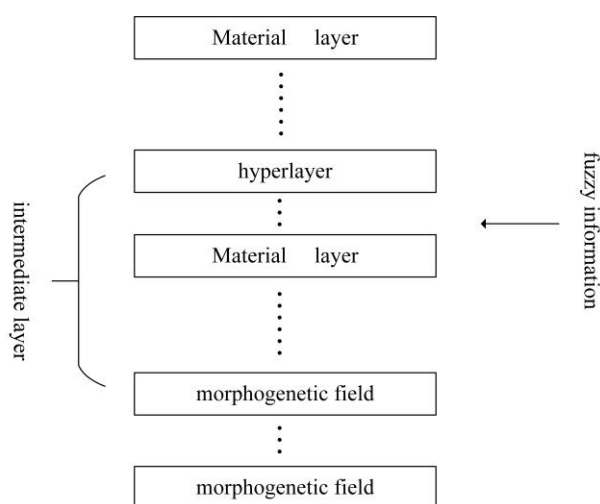 Material layer
hyperlayer
intermediate layer
fuzzy information
Material layer
morphogenetic field
morphogenetic field